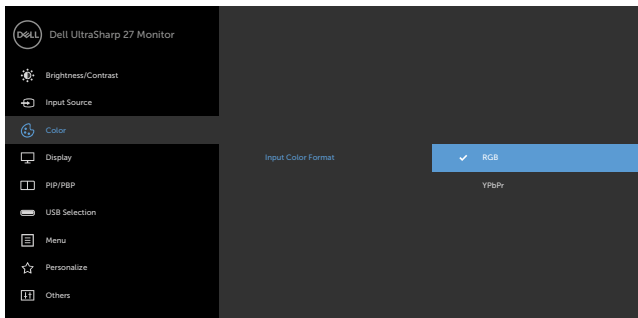 DELL Dell UltraSharp 27 Monitor
Brightness/Contrast
Input Source
Color
Display
Input Color Format
RGB
PIP/PBP
YPbPr
USB Selection
Menu
Personalize
Others